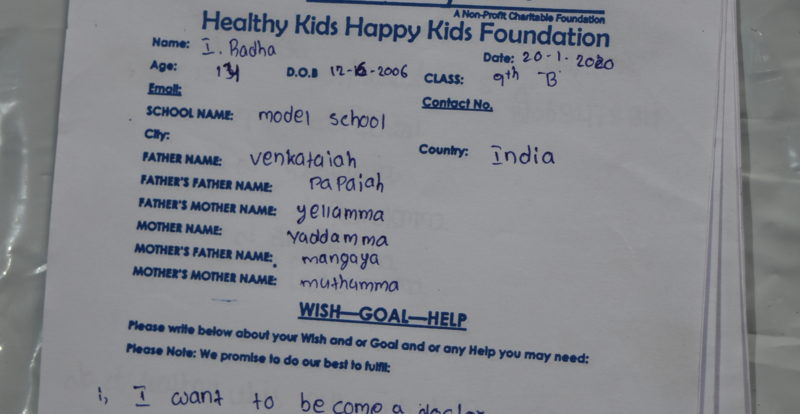 A Non-Profit Charitable Foundation
Healthy Kids Happy Kids Foundation
Name: I. Radha Date: 20-1-2020
Age: D.O.B 12-6-2006 CLASS: 9th "B"
Email: Contact No.
SCHOOL NAME: model school
City:
FATHER NAME: venkataiah Country: India
FATHER'S FATHER NAME: papaiah
FATHER'S MOTHER NAME: yellamma
MOTHER NAME: yaddamma
MOTHER'S FATHER NAME: mangaya
MOTHER'S MOTHER NAME: muthamma
WISH—GOAL—HELP
Please write below about your Wish and or Goal and or any Help you may need:
Please Note: We promise to do our best to fulfil:
1, I want to become a doctor